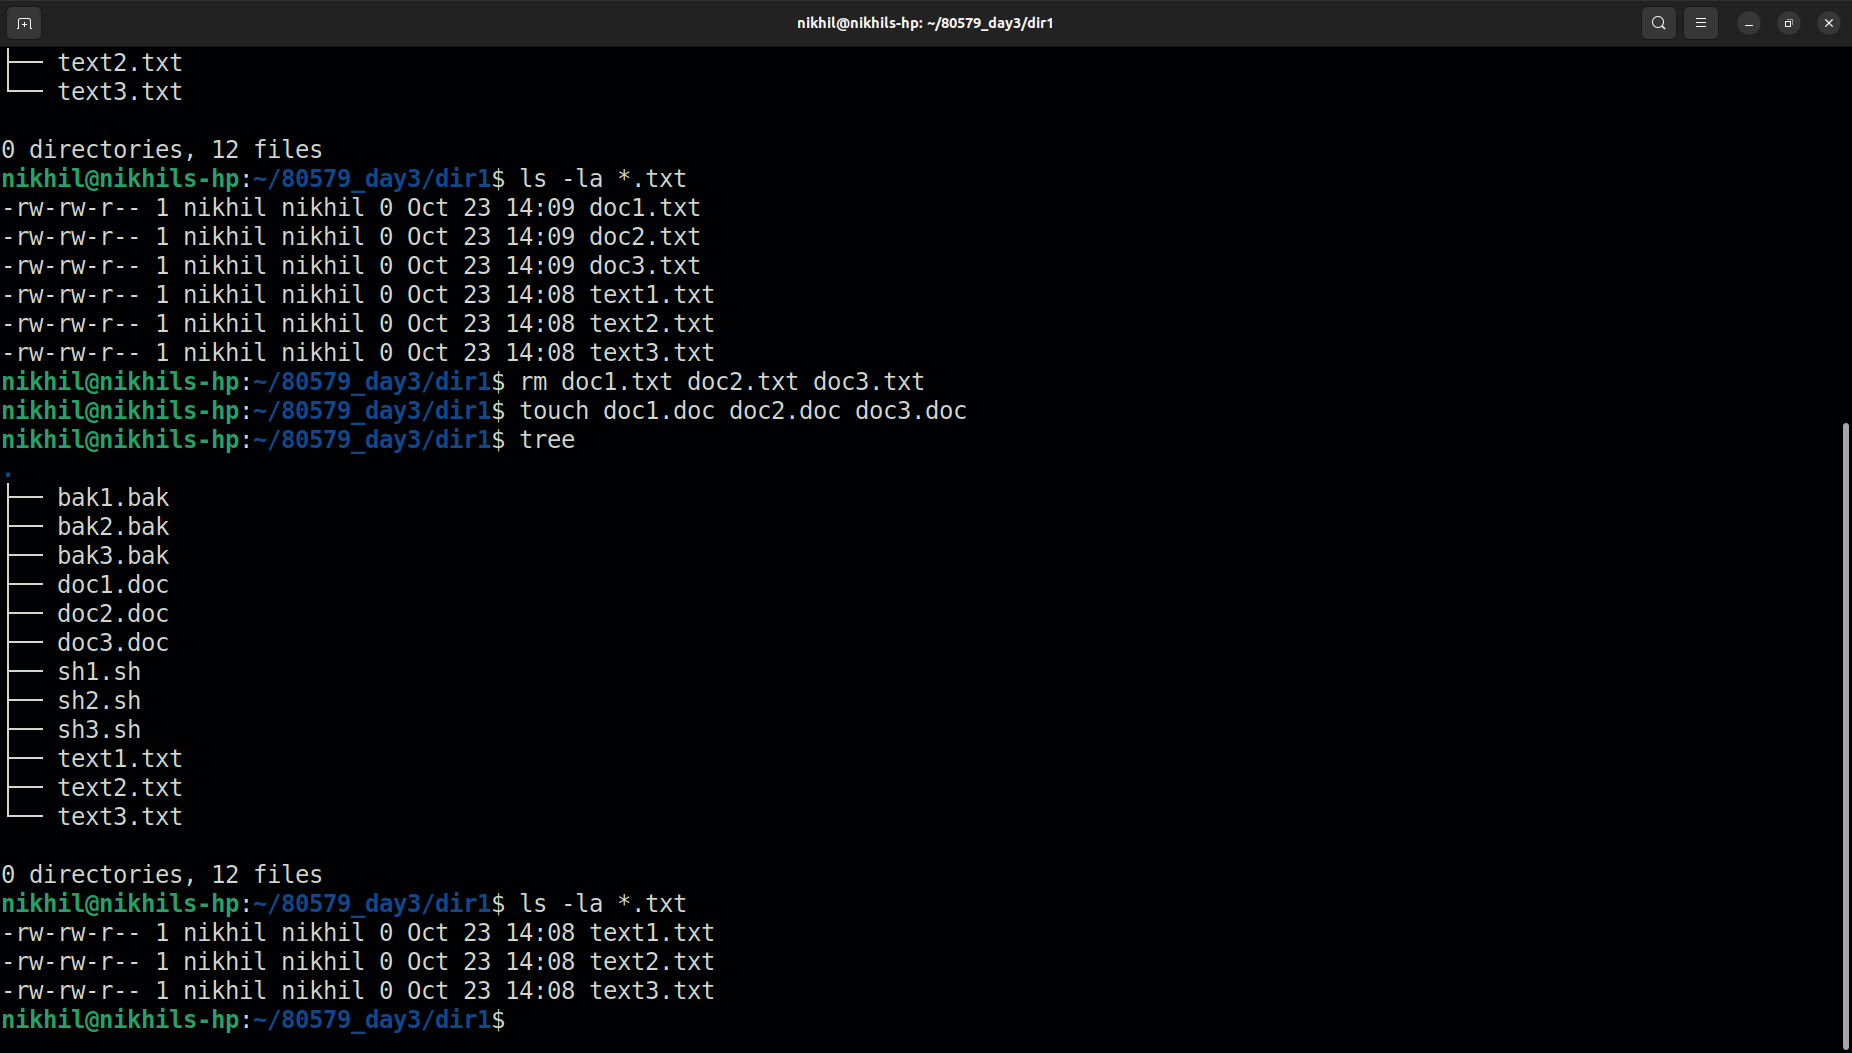 nikhil@nikhils-hp: ~/80579_day3/dir1
├── text2.txt
└── text3.txt
0 directories, 12 files
nikhil@nikhils-hp:~/80579_day3/dir1$ ls -la *.txt
-rw-rw-r-- 1 nikhil nikhil 0 Oct 23 14:09 doc1.txt
-rw-rw-r-- 1 nikhil nikhil 0 Oct 23 14:09 doc2.txt
-rw-rw-r-- 1 nikhil nikhil 0 Oct 23 14:09 doc3.txt
-rw-rw-r-- 1 nikhil nikhil 0 Oct 23 14:08 text1.txt
-rw-rw-r-- 1 nikhil nikhil 0 Oct 23 14:08 text2.txt
-rw-rw-r-- 1 nikhil nikhil 0 Oct 23 14:08 text3.txt
nikhil@nikhils-hp:~/80579_day3/dir1$ rm doc1.txt doc2.txt doc3.txt
nikhil@nikhils-hp:~/80579_day3/dir1$ touch doc1.doc doc2.doc doc3.doc
nikhil@nikhils-hp:~/80579_day3/dir1$ tree
.
├── bak1.bak
├── bak2.bak
├── bak3.bak
├── doc1.doc
├── doc2.doc
├── doc3.doc
├── sh1.sh
├── sh2.sh
├── sh3.sh
├── text1.txt
├── text2.txt
└── text3.txt
0 directories, 12 files
nikhil@nikhils-hp:~/80579_day3/dir1$ ls -la *.txt
-rw-rw-r-- 1 nikhil nikhil 0 Oct 23 14:08 text1.txt
-rw-rw-r-- 1 nikhil nikhil 0 Oct 23 14:08 text2.txt
-rw-rw-r-- 1 nikhil nikhil 0 Oct 23 14:08 text3.txt
nikhil@nikhils-hp:~/80579_day3/dir1$